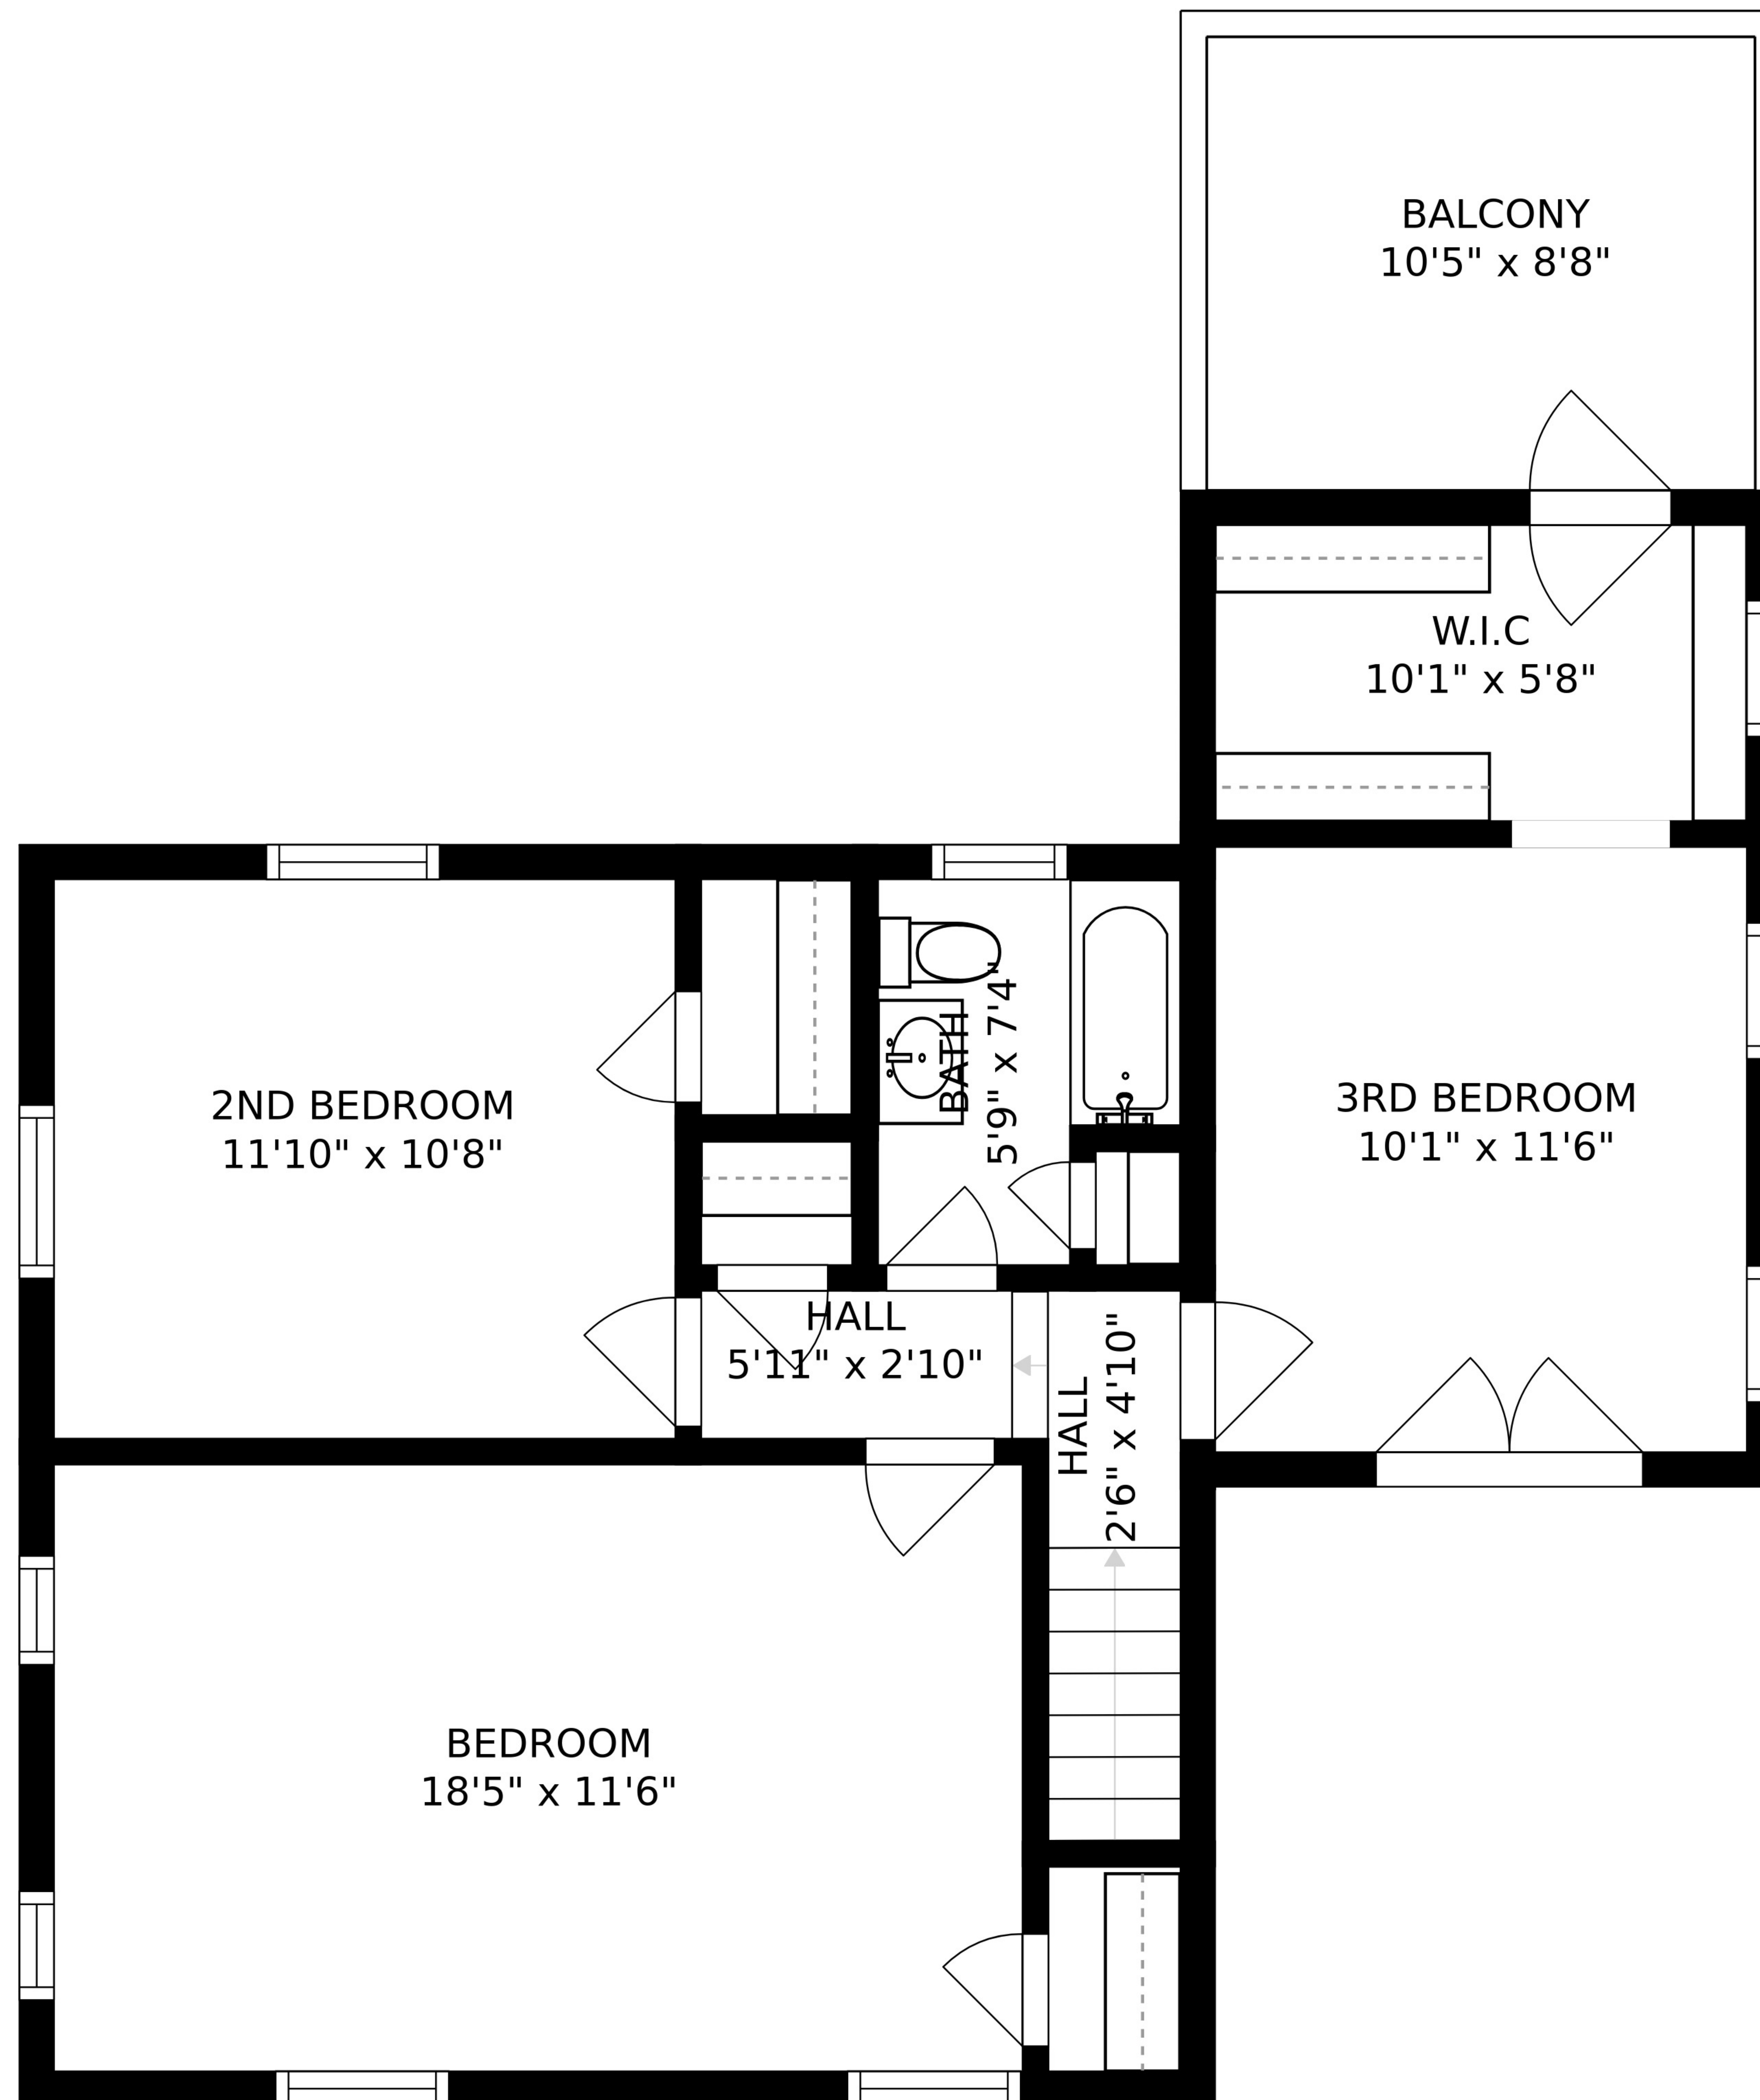 BALCONY
10'5" x 8'8"
W.I.C
10'1" x 5'8"
2ND BEDROOM
11'10" x 10'8"
BATH
5'9" x 7'4"
3RD BEDROOM
10'1" x 11'6"
HALL
5'11" x 2'10"
HALL
2'6" x 4'10"
BEDROOM
18'5" x 11'6"